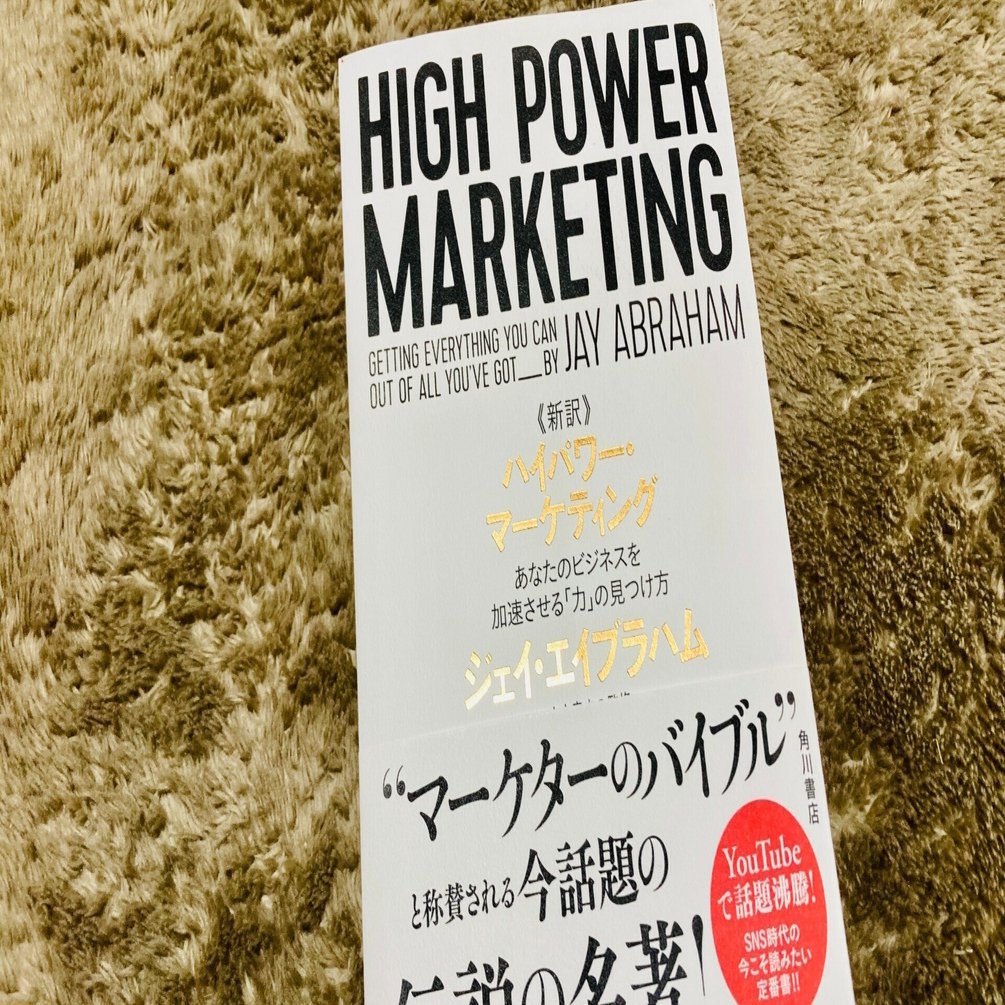 HIGH POWER
MARKETING
GETTING EVERYTHING YOU CAN
OUT OF ALL YOU'VE GOT__BY
JAY ABRAHAM
《新訳》
ハイパワー・
マーケティング
あなたのビジネスを
加速させる「力」の見つけ方
ジェイ・エイブラハム
“マーケターのバイブル”
と称賛される今話題の
伝説の名著!
角川書店
YouTube
で話題沸騰!
SNS時代の
今こそ読みたい
定番書!!